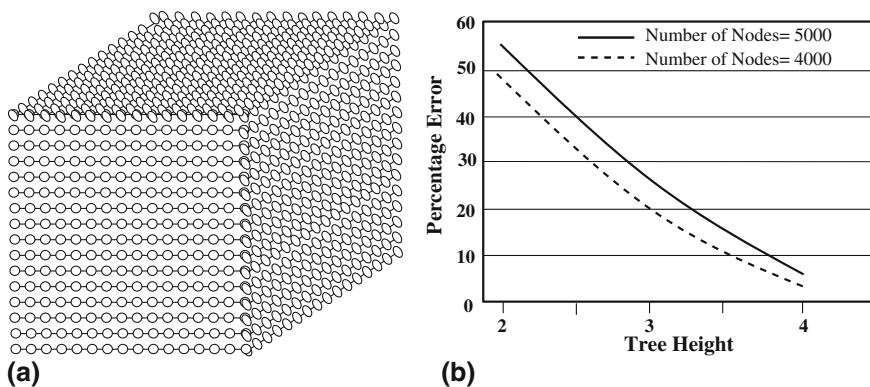 (a)
60
50
40
30
20
10
0
Percentage Error
Number of Nodes= 5000
Number of Nodes= 4000
2
3
4
Tree Height
(b)